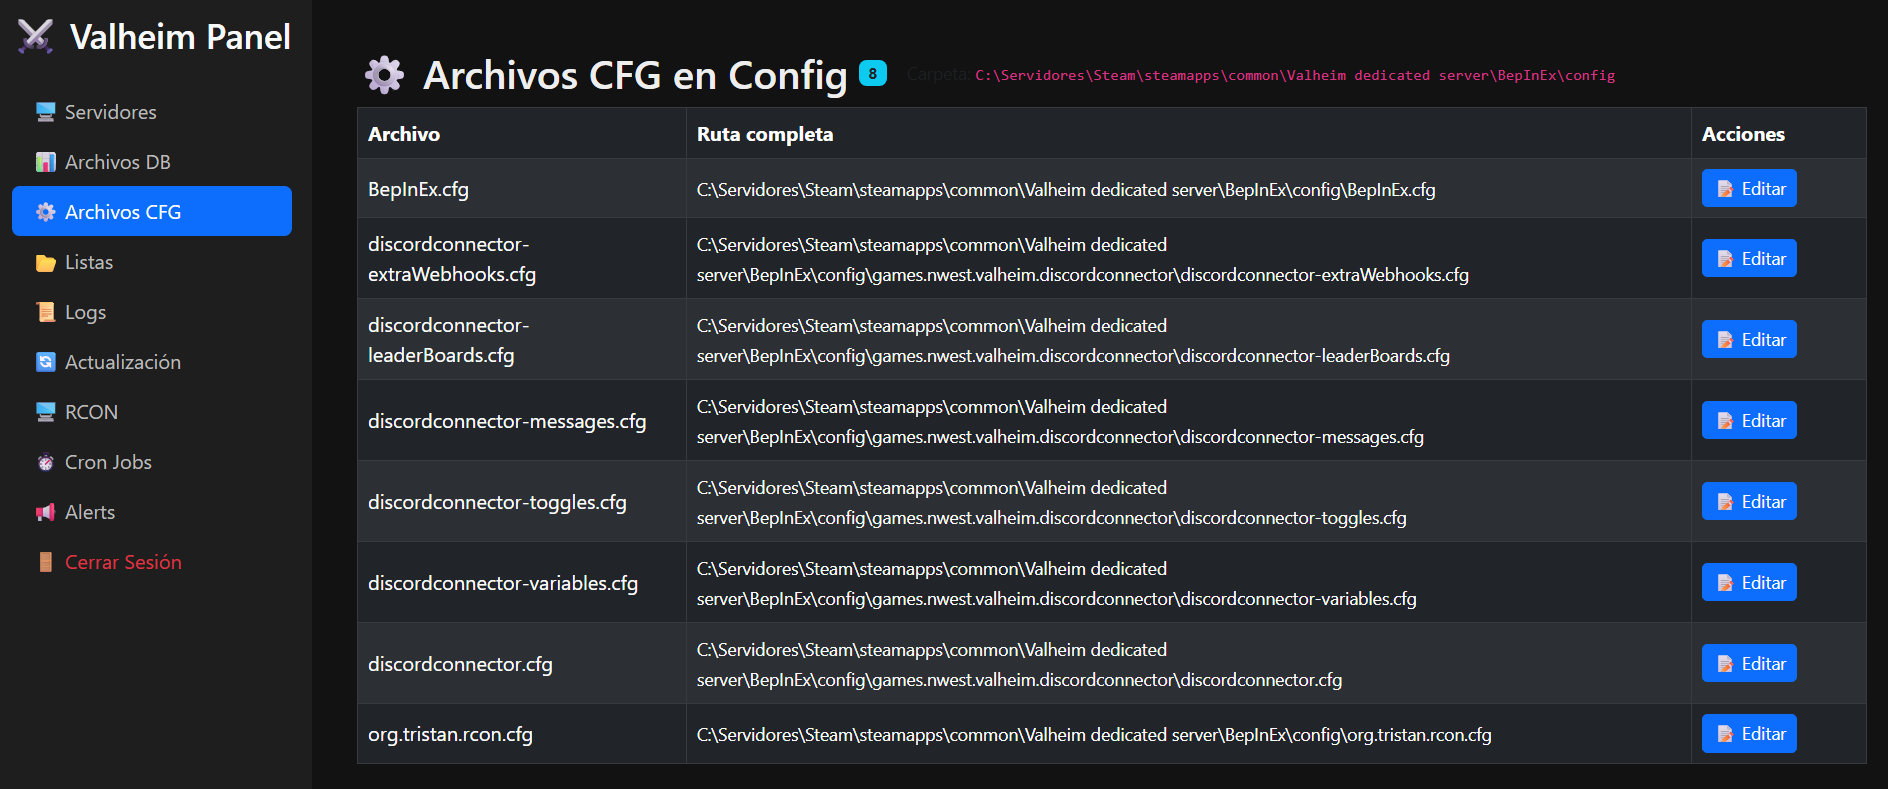 Valheim Panel
Servidores
Archivos DB
Archivos CFG
Listas
Logs
Actualización
RCON
Cron Jobs
Alerts
Cerrar Sesión
Archivos CFG en Config 8 Carpeta: C:\Servidores\Steam\steamapps\common\Valheim dedicated server\BepInEx\config
Archivo Ruta completa Acciones
BepInEx.cfg C:\Servidores\Steam\steamapps\common\Valheim dedicated server\BepInEx\config\BepInEx.cfg Editar
discordconnector-
extraWebhooks.cfg
C:\Servidores\Steam\steamapps\common\Valheim dedicated
server\BepInEx\config\games.nwest.valheim.discordconnector\discordconnector-extraWebhooks.cfg
Editar
discordconnector-
leaderBoards.cfg
C:\Servidores\Steam\steamapps\common\Valheim dedicated
server\BepInEx\config\games.nwest.valheim.discordconnector\discordconnector-leaderBoards.cfg
Editar
discordconnector-messages.cfg
C:\Servidores\Steam\steamapps\common\Valheim dedicated
server\BepInEx\config\games.nwest.valheim.discordconnector\discordconnector-messages.cfg
Editar
discordconnector-toggles.cfg
C:\Servidores\Steam\steamapps\common\Valheim dedicated
server\BepInEx\config\games.nwest.valheim.discordconnector\discordconnector-toggles.cfg
Editar
discordconnector-variables.cfg
C:\Servidores\Steam\steamapps\common\Valheim dedicated
server\BepInEx\config\games.nwest.valheim.discordconnector\discordconnector-variables.cfg
Editar
discordconnector.cfg
C:\Servidores\Steam\steamapps\common\Valheim dedicated
server\BepInEx\config\games.nwest.valheim.discordconnector\discordconnector.cfg
Editar
org.tristan.rcon.cfg C:\Servidores\Steam\steamapps\common\Valheim dedicated server\BepInEx\config\org.tristan.rcon.cfg Editar